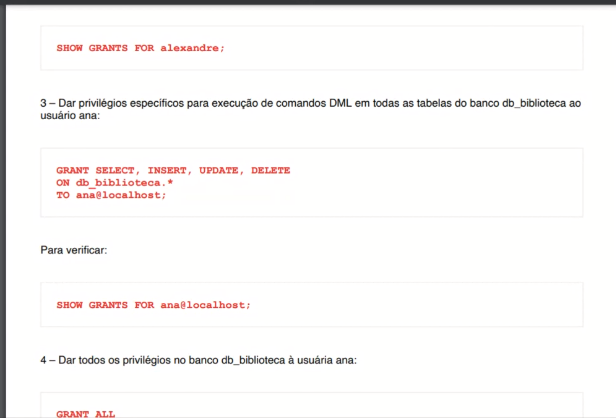 SHOW GRANTS FOR alexandre;
3 – Dar privilégios específicos para execução de comandos DML em todas as tabelas do banco db_biblioteca ao
usuário ana:
GRANT SELECT, INSERT, UPDATE, DELETE
ON db_biblioteca.*
TO ana@localhost;
Para verificar:
SHOW GRANTS FOR ana@localhost;
4 – Dar todos os privilégios no banco db_biblioteca à usuária ana:
GRANT ALL